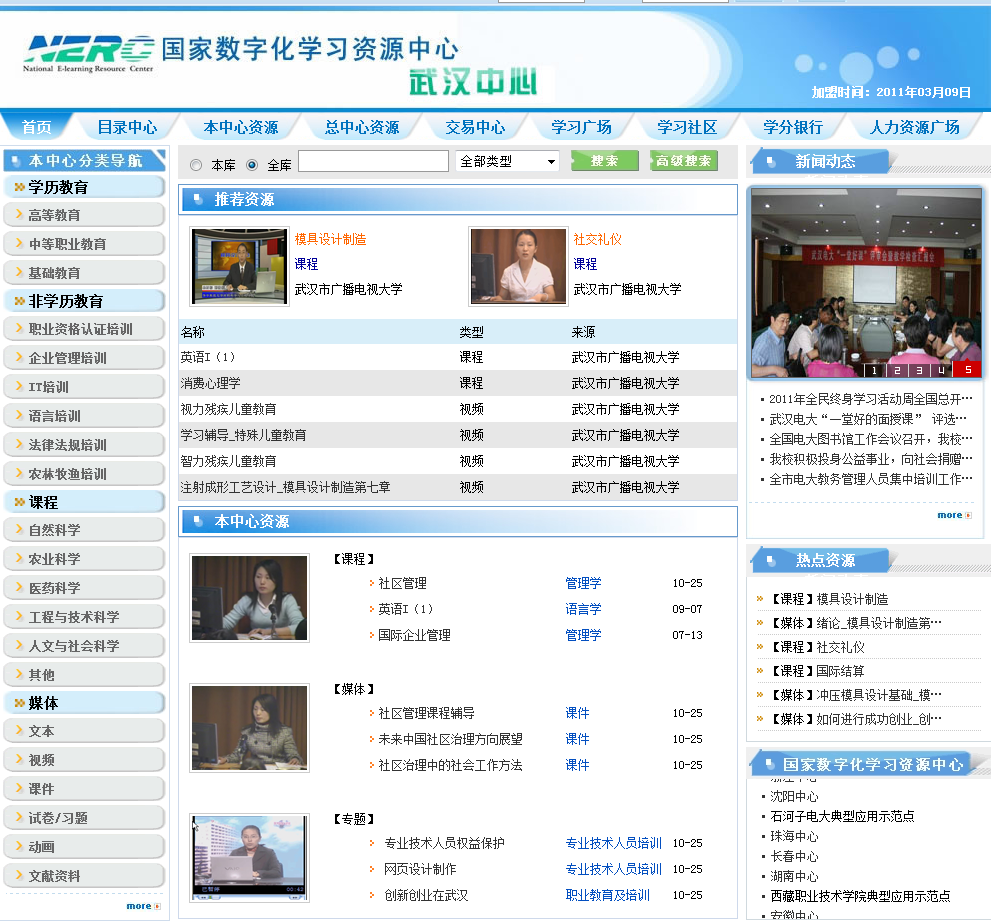 NERC 国家数字化学习资源中心
National E-learning Resource Center
武汉中心
加盟时间：2011年03月09日
首页 目录中心 本中心资源 总中心资源 交易中心 学习广场 学习社区 学分银行 人力资源广场
本中心分类导航
学历教育
高等教育
中等职业教育
基础教育
非学历教育
职业资格认证培训
企业管理培训
IT培训
语言培训
法律法规培训
农林牧渔培训
课程
自然科学
农业科学
医药科学
工程与技术科学
人文与社会科学
其他
媒体
文本
视频
课件
试卷/习题
动画
文献资料
more
本库 全库 全部类型 搜索 高级搜索
推荐资源
模具设计制造
课程
武汉市广播电视大学
社交礼仪
课程
武汉市广播电视大学
名称 类型 来源
英语I（1） 课程 武汉市广播电视大学
消费心理学 课程 武汉市广播电视大学
视力残疾儿童教育 视频 武汉市广播电视大学
学习辅导_特殊儿童教育 视频 武汉市广播电视大学
智力残疾儿童教育 视频 武汉市广播电视大学
注射成形工艺设计_模具设计制造第七章 视频 武汉市广播电视大学
本中心资源
【课程】
社区管理 管理学 10-25
英语I（1） 语言学 09-07
国际企业管理 管理学 07-13
【媒体】
社区管理课程辅导 课件 10-25
未来中国社区治理方向展望 课件 10-25
社区治理中的社会工作方法 课件 10-25
【专题】
专业技术人员权益保护 专业技术人员培训 10-25
网页设计制作 专业技术人员培训 10-25
创新创业在武汉 职业教育及培训 10-25
00:42
新闻动态
1 2 3 4 5
2011年全民终身学习活动周全国总开…
武汉电大“一堂好的面授课” 评选…
全国电大图书馆工作会议召开，我校…
我校积极投身公益事业，向社会捐赠…
全市电大教务管理人员集中培训工作…
more
热点资源
【课程】模具设计制造
【媒体】绪论_模具设计制造第…
【课程】社交礼仪
【课程】国际结算
【媒体】冲压模具设计基础_模…
【媒体】如何进行成功创业_创…
国家数字化学习资源中心
沈阳中心
石河子电大典型应用示范点
珠海中心
长春中心
湖南中心
西藏职业技术学院典型应用示范点
安徽中心